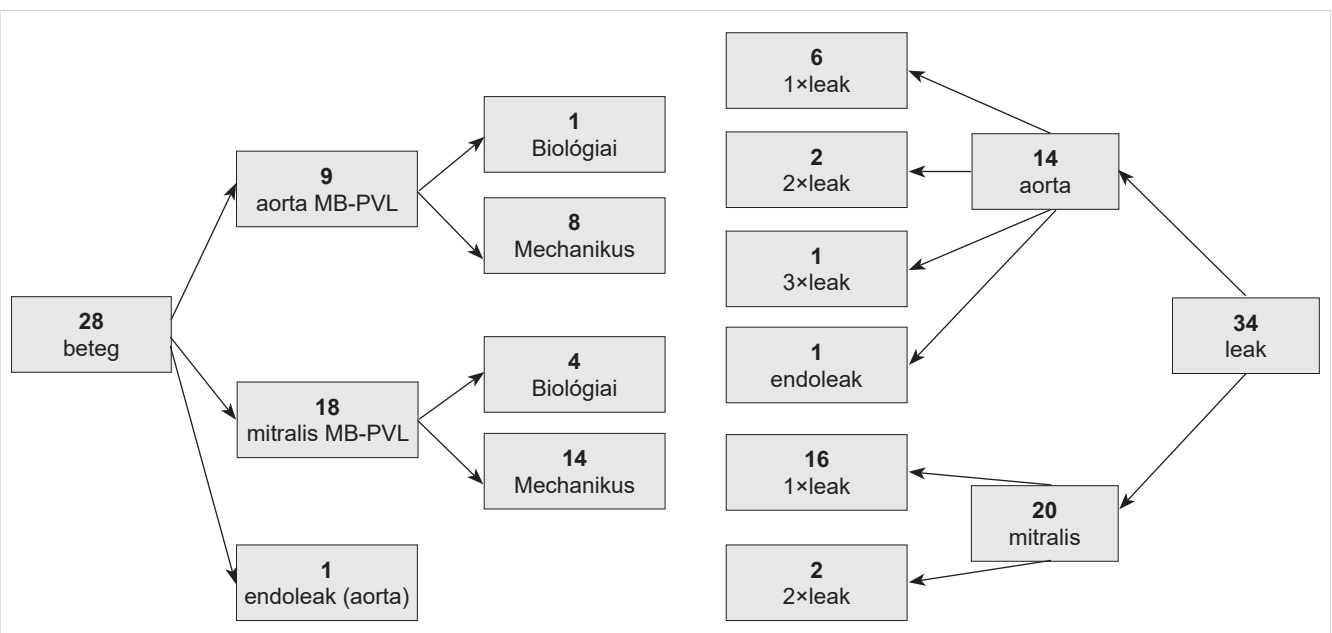 28
beteg
9
aorta MB-PVL
18
mitralis MB-PVL
1
endoleak (aorta)
1
Biológiai
8
Mechanikus
4
Biológiai
14
Mechanikus
6
1×leak
2
2×leak
1
3×leak
1
endoleak
16
1×leak
2
2×leak
14
aorta
20
mitralis
34
leak